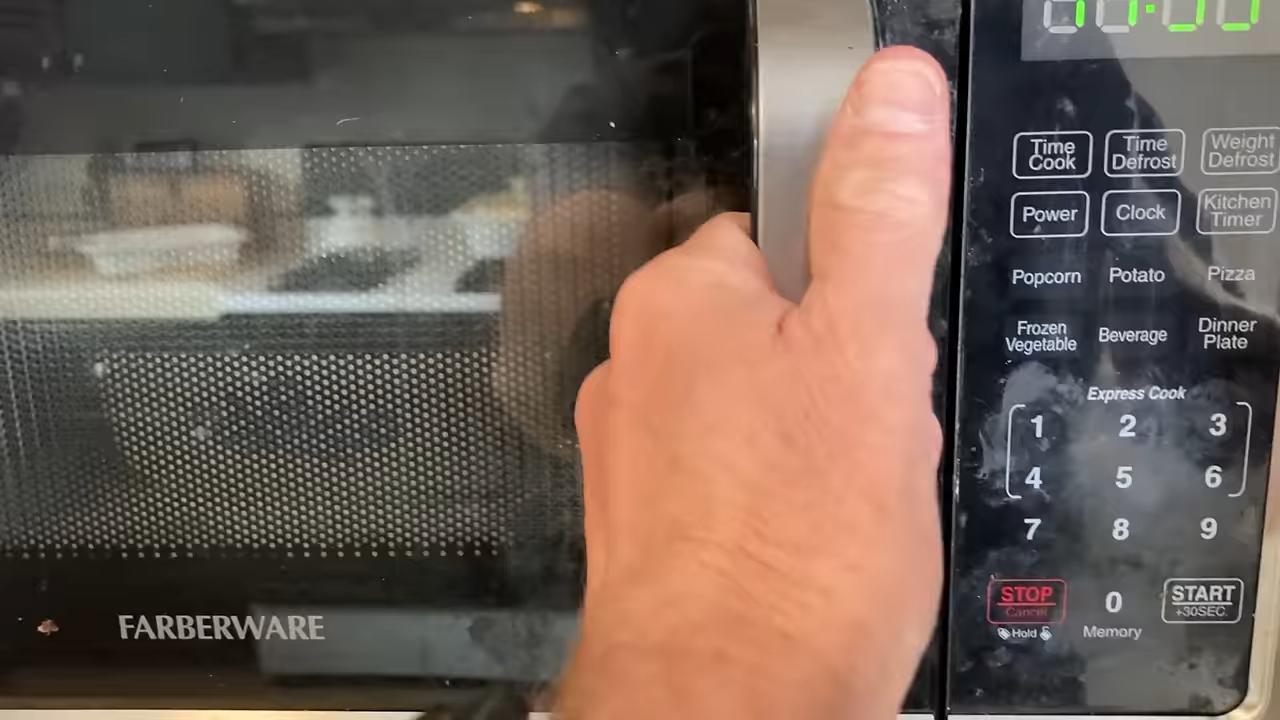 Time Cook
Time Defrost
Weight Defrost
Power
Clock
Kitchen Timer
Popcorn
Potato
Pizza
Frozen Vegetable
Beverage
Dinner Plate
Express Cook
1 2 3
4 5 6
7 8 9
STOP
Cancel
0
START
+30SEC.
Hold
Memory
FARBERWARE